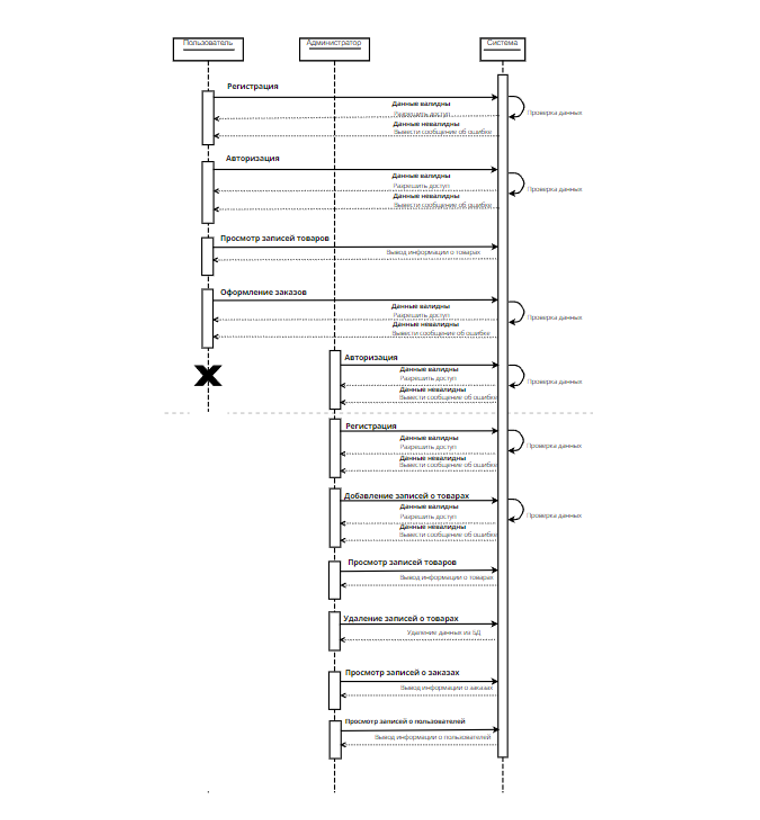 Пользователь
Администратор
Система
Регистрация
Данные валидны
Разрешить доступ
Проверка данных
Данные невалидны
Вывести сообщение об ошибке
Авторизация
Данные валидны
Разрешить доступ
Проверка данных
Данные невалидны
Вывести сообщение об ошибке
Просмотр записей товаров
Вывод информации о товарах
Оформление заказов
Данные валидны
Разрешить доступ
Проверка данных
Данные невалидны
Вывести сообщение об ошибке
Авторизация
Данные валидны
Разрешить доступ
Проверка данных
Данные невалидны
Вывести сообщение об ошибке
Регистрация
Данные валидны
Разрешить доступ
Проверка данных
Данные невалидны
Вывести сообщение об ошибке
Добавление записей о товарах
Данные валидны
Разрешить доступ
Проверка данных
Данные невалидны
Вывести сообщение об ошибке
Просмотр записей товаров
Вывод информации о товарах
Удаление записей о товарах
Удаление данных из БД
Просмотр записей о заказах
Вывод информации о заказах
Просмотр записей о пользователей
Вывод информации о пользователей